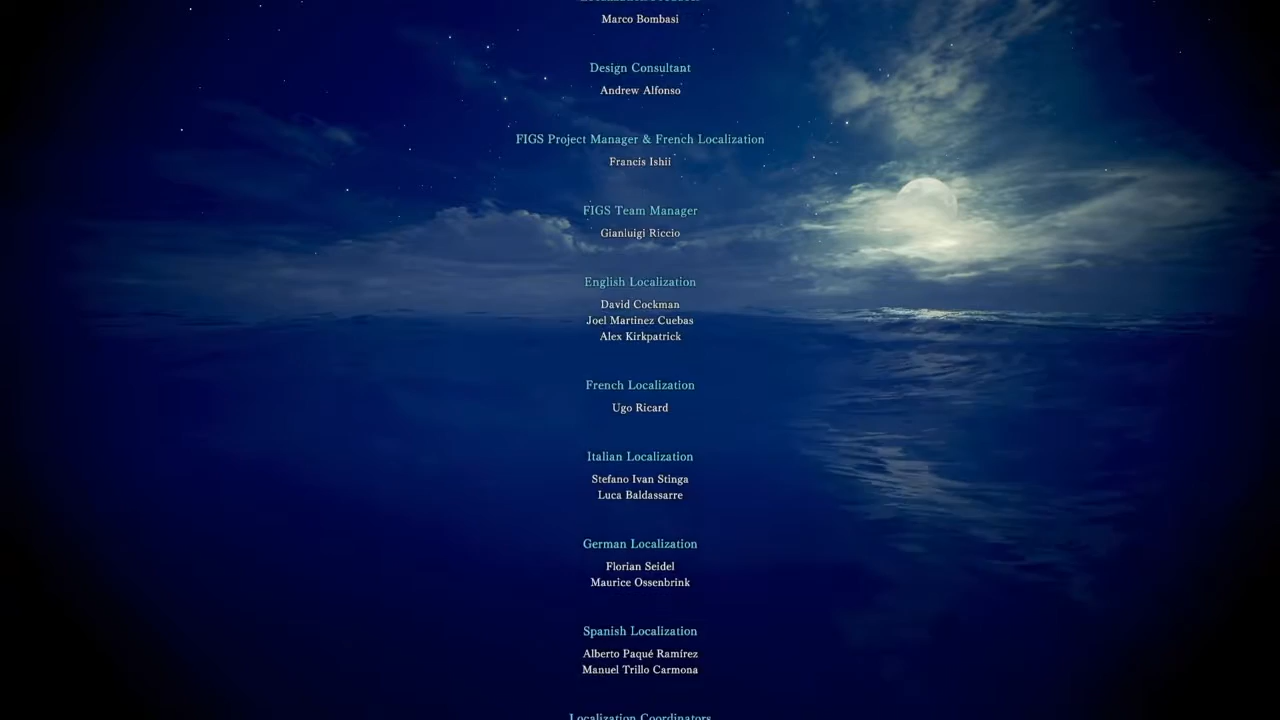 Marco Bombasi
Design Consultant
Andrew Alfonso
FIGS Project Manager & French Localization
Francis Ishii
FIGS Team Manager
Gianluigi Riccio
English Localization
David Cockman
Joel Martinez Cuebas
Alex Kirkpatrick
French Localization
Ugo Ricard
Italian Localization
Stefano Ivan Stinga
Luca Baldassarre
German Localization
Florian Seidel
Maurice Ossenbrink
Spanish Localization
Alberto Paqué Ramírez
Manuel Trillo Carmona
Localization Coordinators